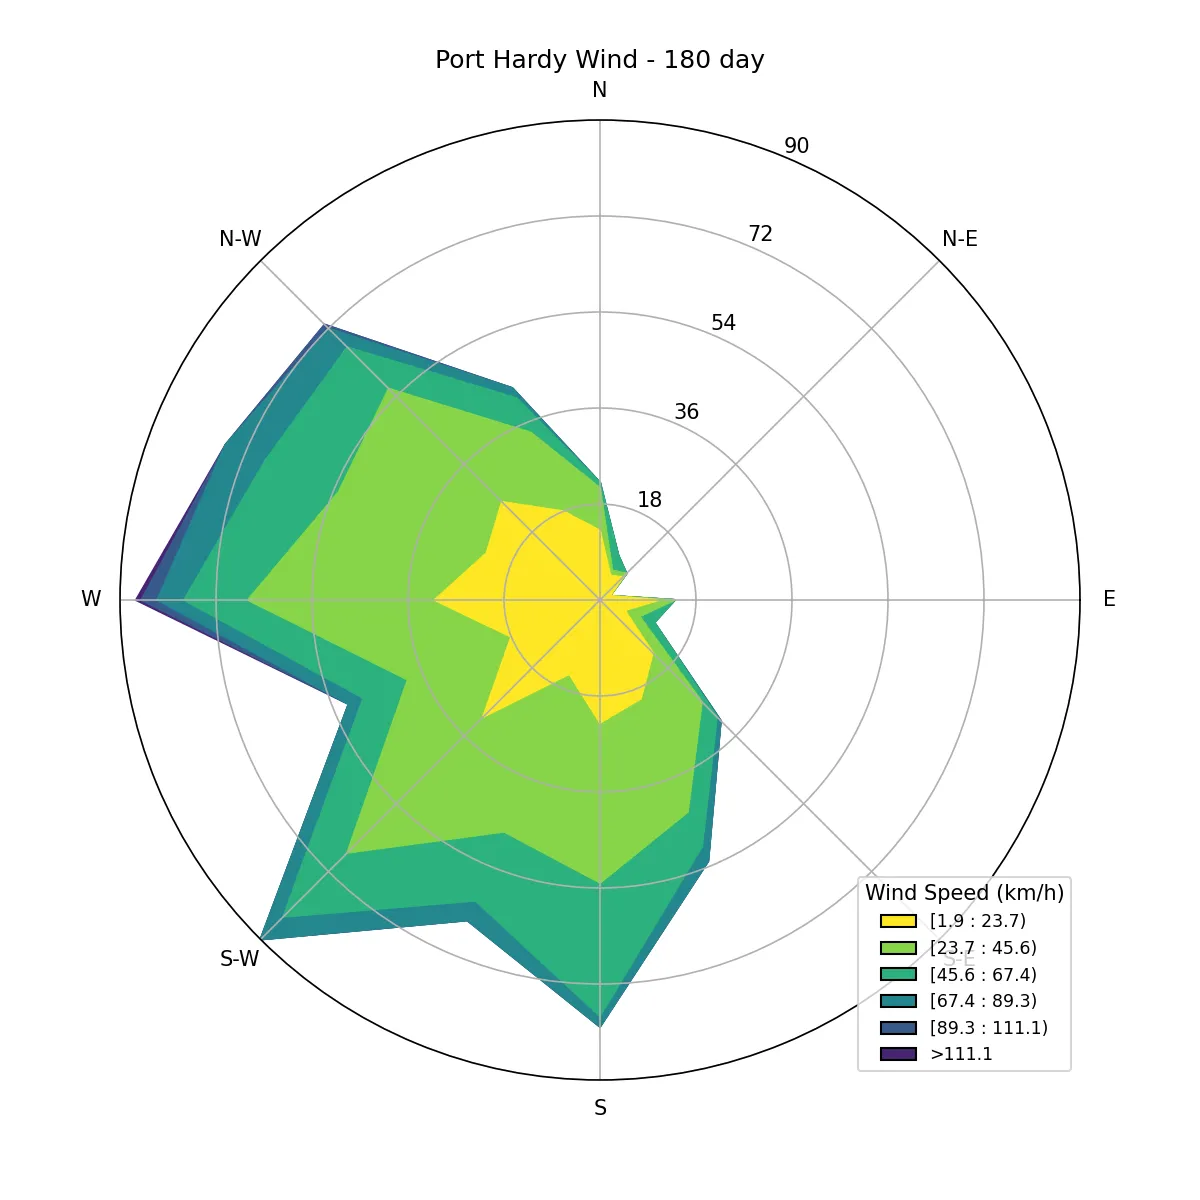 Port Hardy Wind - 180 day
N
90
N-W
N-E
72
54
36
18
W
E
Wind Speed (km/h)
[1.9 : 23.7)
[23.7 : 45.6)
[45.6 : 67.4)
[67.4 : 89.3)
[89.3 : 111.1)
>111.1
S-W
S-E
S